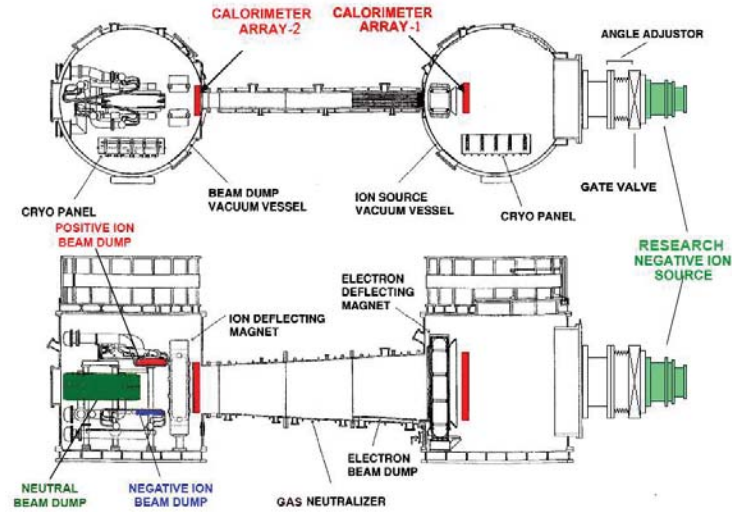 CALORIMETER
ARRAY-2
CALORIMETER
ARRAY-1
ANGLE ADJUSTOR
CRYO PANEL
BEAM DUMP
VACUUM VESSEL
ION SOURCE
VACUUM VESSEL
CRYO PANEL
GATE VALVE
POSITIVE ION
BEAM DUMP
ION DEFLECTING
MAGNET
ELECTRON
DEFLECTING
MAGNET
RESEARCH
NEGATIVE ION
SOURCE
NEUTRAL
BEAM DUMP
NEGATIVE ION
BEAM DUMP
GAS NEUTRALIZER
ELECTRON
BEAM DUMP